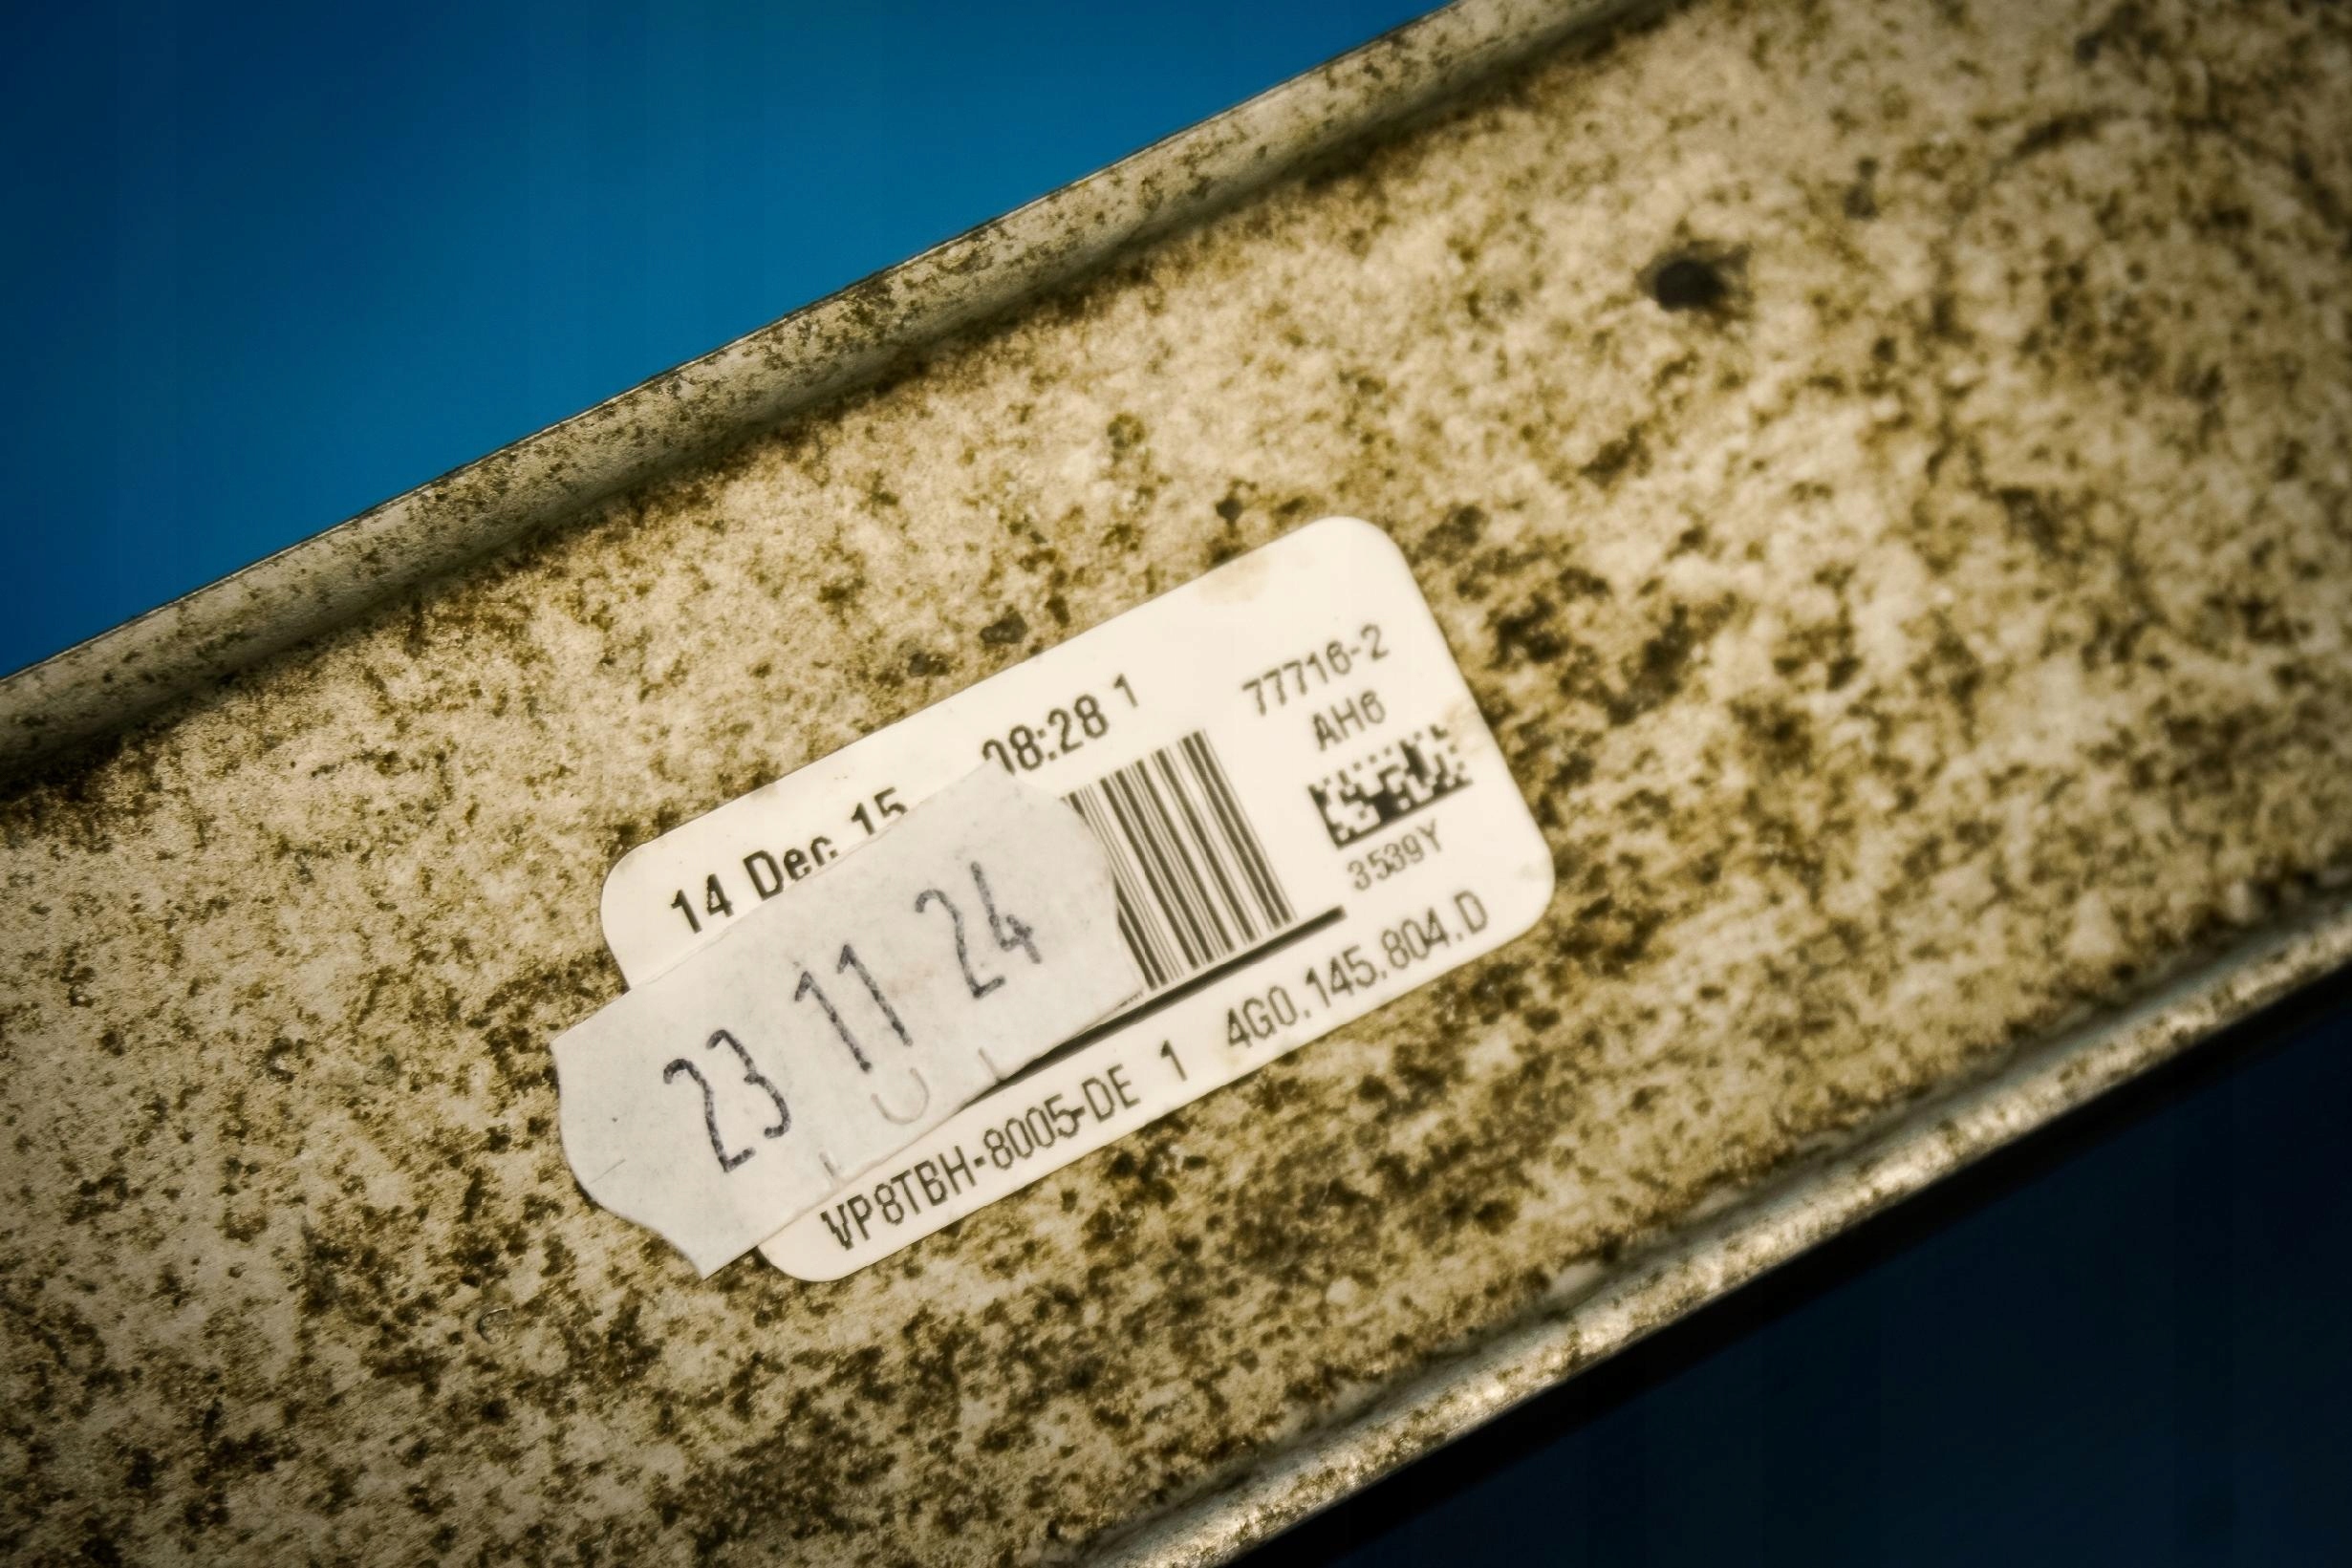 14 Dec 15 08:28 1
77716-2
AH6
3539Y
23 11 24
VP8TBH-8005-DE 1 4G0.145.804.D